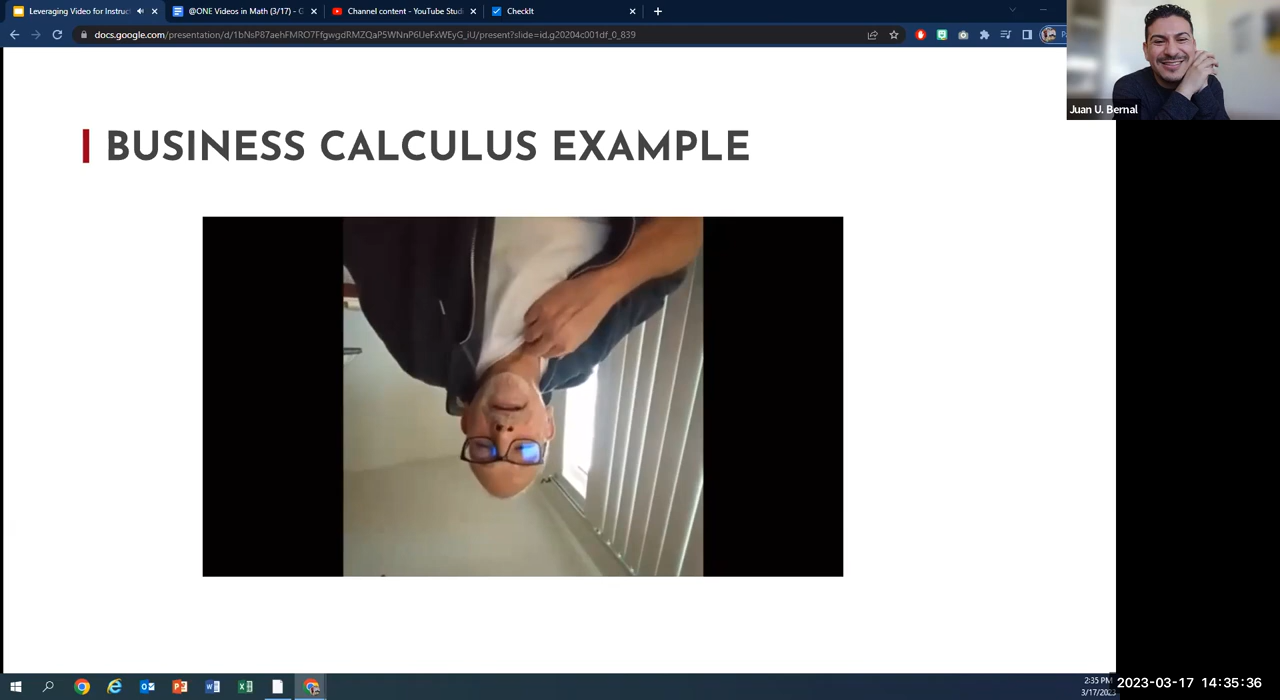 Leveraging Video for Instruc
@ONE Videos in Math (3/17) - G
Channel content - YouTube Stud
CheckIt
docs.google.com/presentation/d/1bNsP87aehFMRO7FfgwgdRMZQaP5WNnP6UeFxWEyG_iU/present?slide=id.g20204c001df_0_839
Juan U. Bernal
BUSINESS CALCULUS EXAMPLE
2:35 PM
3/17/2023
2023-03-17 14:35:36